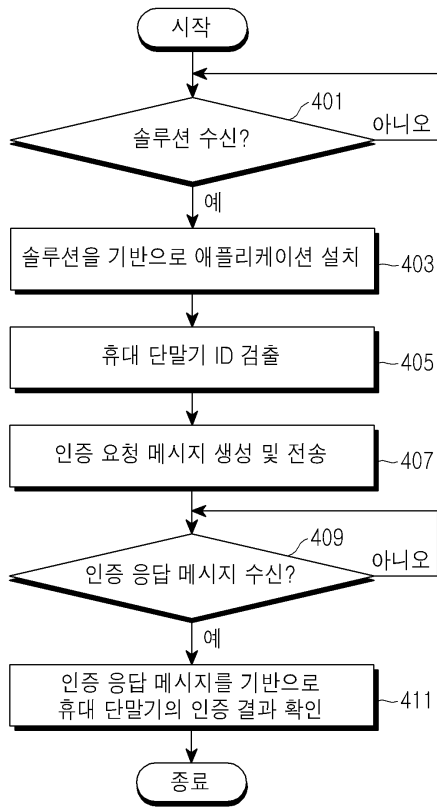 시작
401
솔루션 수신?
아니오
예
솔루션을 기반으로 애플리케이션 설치
403
휴대 단말기 ID 검출
405
인증 요청 메시지 생성 및 전송
407
409
인증 응답 메시지 수신?
아니오
예
인증 응답 메시지를 기반으로
휴대 단말기의 인증 결과 확인
411
종료